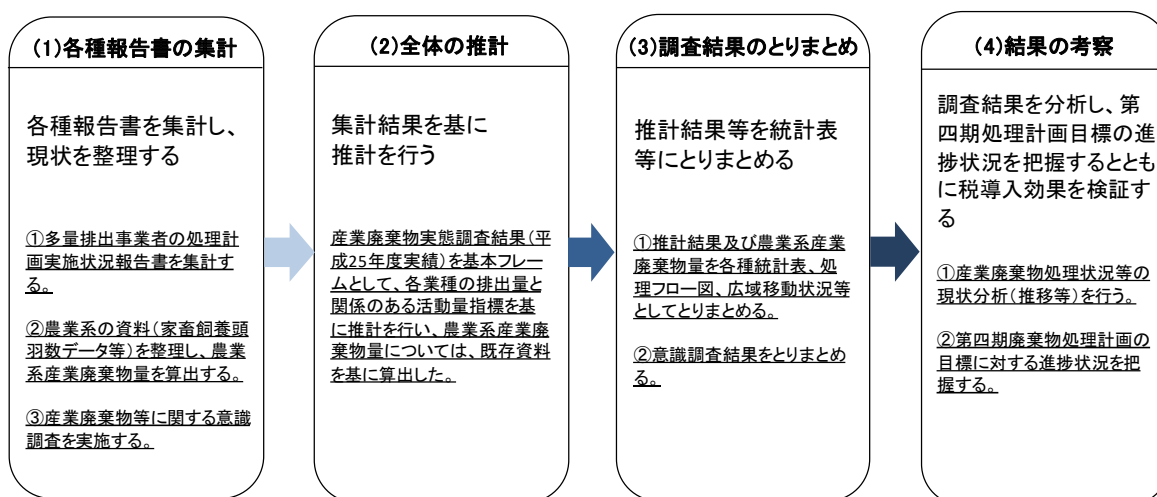 (1)各種報告書の集計
各種報告書を集計し、
現状を整理する
①多量排出事業者の処理計
画実施状況報告書を集計す
る。
②農業系の資料(家畜飼養頭
羽数データ等)を整理し、農業
系産業廃棄物量を算出する。
③産業廃棄物等に関する意識
調査を実施する。
(2)全体の推計
集計結果を基に
推計を行う
産業廃棄物実態調査結果(平
成25年度実績)を基本フレー
ムとして、各業種の排出量と
関係のある活動量指標を基
に推計を行い、農業系産業廃
棄物量については、既存資料
を基に算出した。
(3)調査結果のとりまとめ
推計結果等を統計表
等にとりまとめる
①推計結果及び農業系産業
廃棄物量を各種統計表、処
理フロー図、広域移動状況等
としてとりまとめる。
②意識調査結果をとりまとめ
る。
(4)結果の考察
調査結果を分析し、第
四期処理計画目標の進
捗状況を把握するととも
に税導入効果を検証す
る
①産業廃棄物処理状況等の
現状分析(推移等)を行う。
②第四期廃棄物処理計画の
目標に対する進捗状況を把
握する。